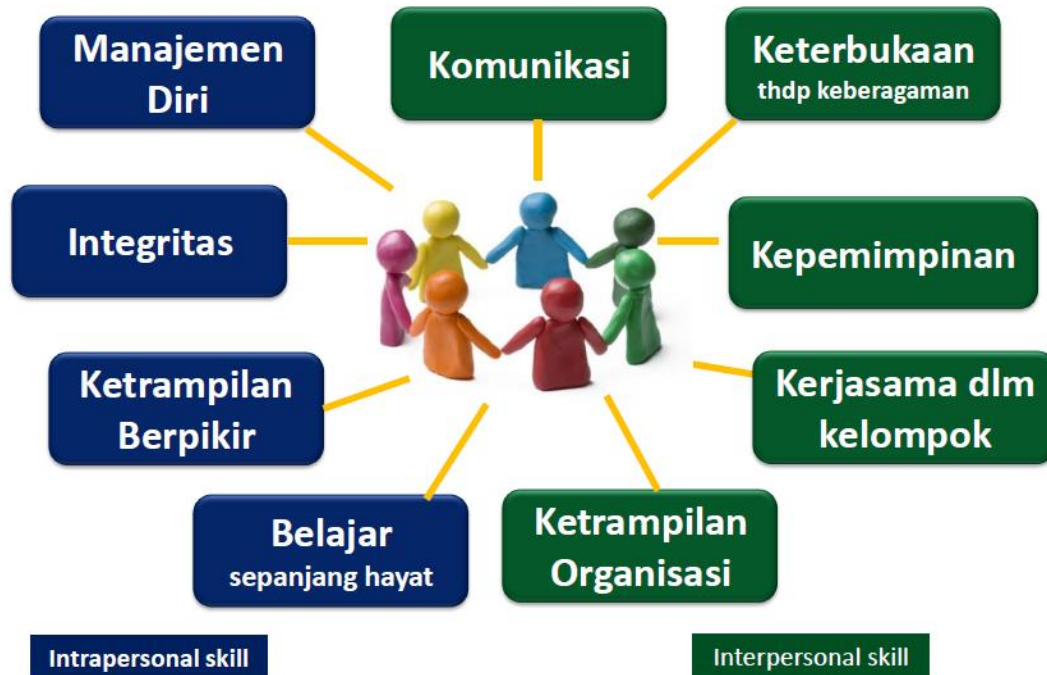 Manajemen
Diri
Komunikasi
Keterbukaan
thdp keberagaman
Integritas
Kepemimpinan
Ketrampilan
Berpikir
Kerjasama dlm
kelompok
Belajar
sepanjang hayat
Ketrampilan
Organisasi
Intrapersonal skill
Interpersonal skill